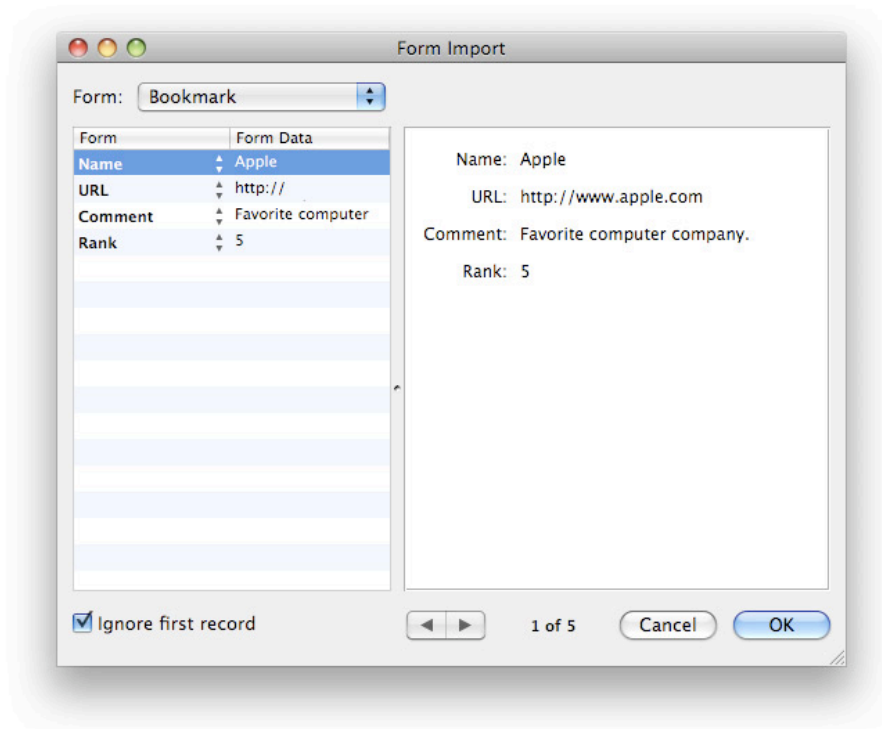 Form Import
Form: Bookmark
Form Form Data
Name Apple
URL http://
Comment Favorite computer
Rank 5
Name: Apple
URL: http://www.apple.com
Comment: Favorite computer company.
Rank: 5
Ignore first record
1 of 5
Cancel
OK